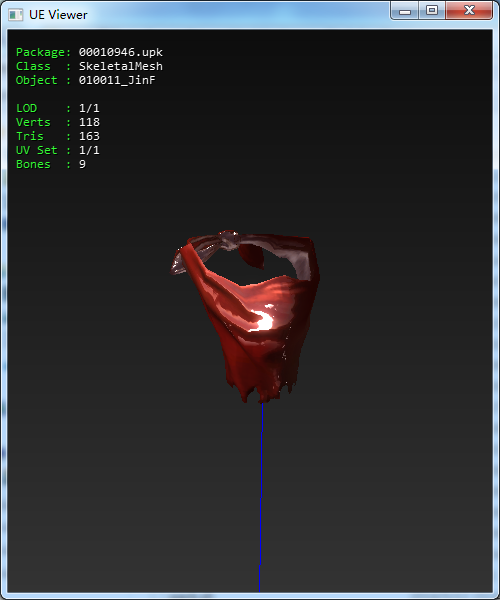 UE Viewer
Package: 00010946.upk
Class  : SkeletalMesh
Object : 010011_JinF
LOD    : 1/1
Verts  : 118
Tris   : 163
UV Set : 1/1
Bones  : 9